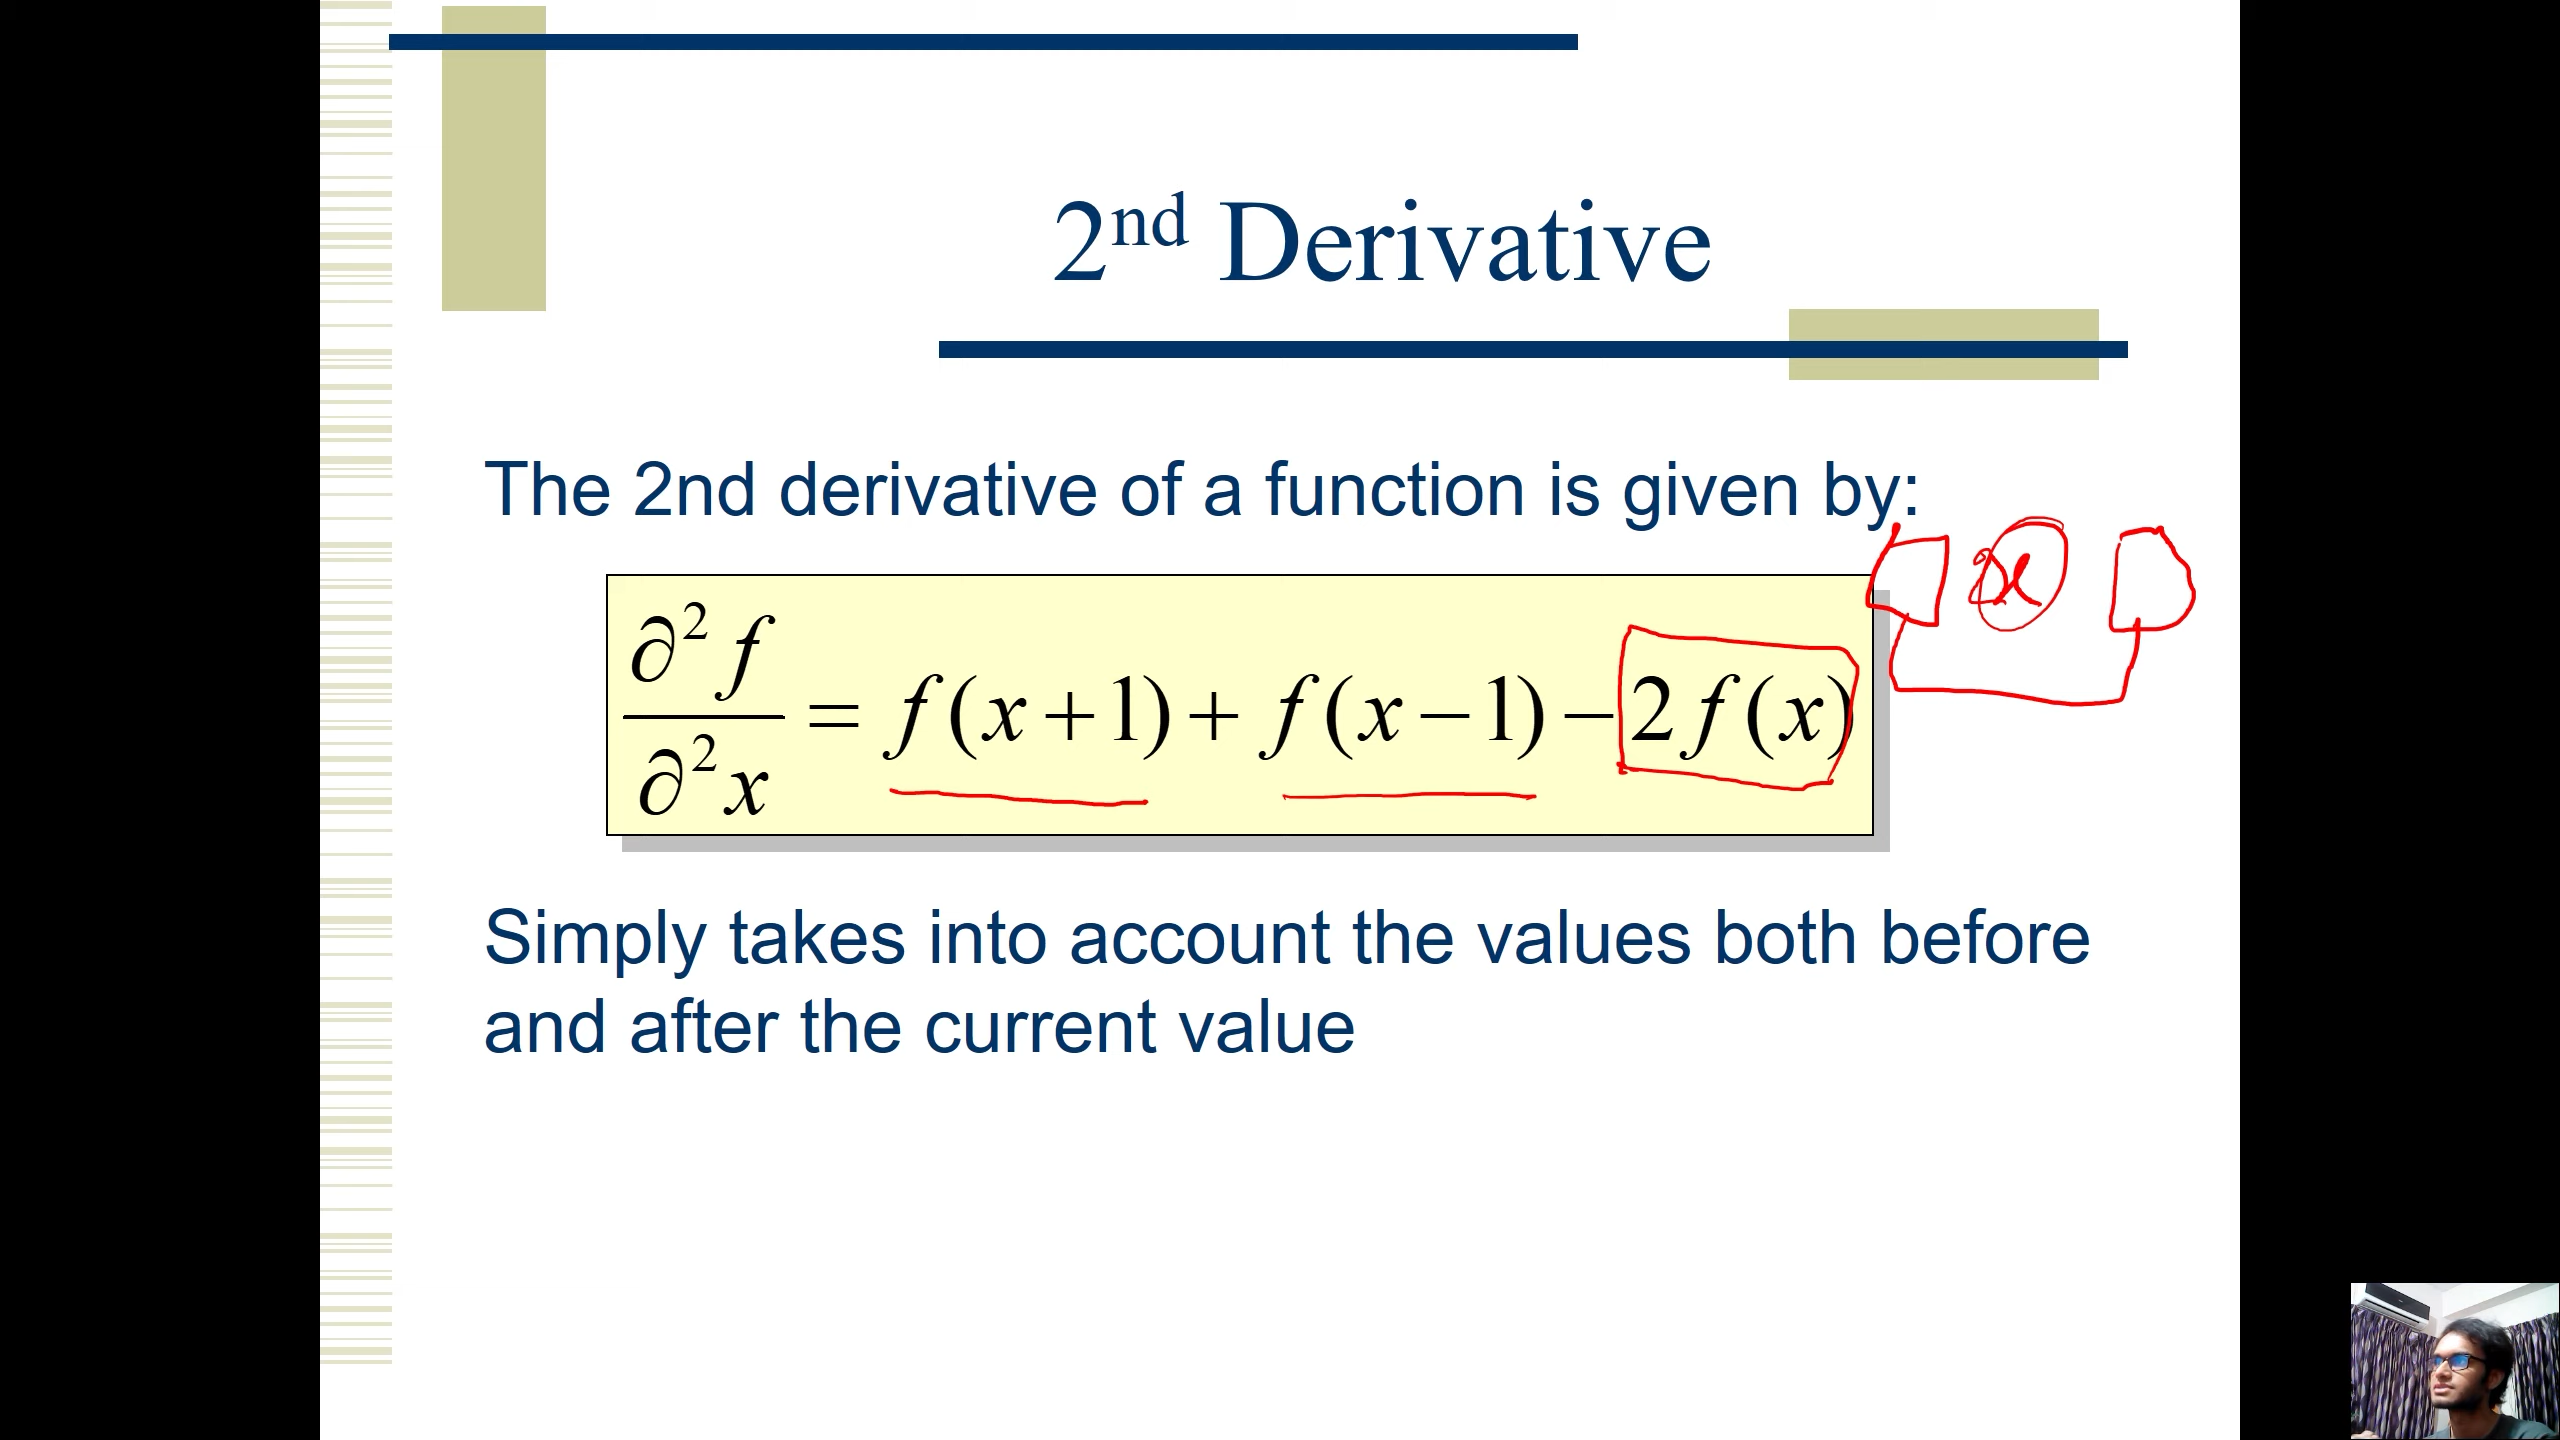 2nd Derivative
The 2nd derivative of a function is given by:
x
∂²f/∂²x = f(x+1) + f(x−1) − 2f(x)
Simply takes into account the values both before
and after the current value